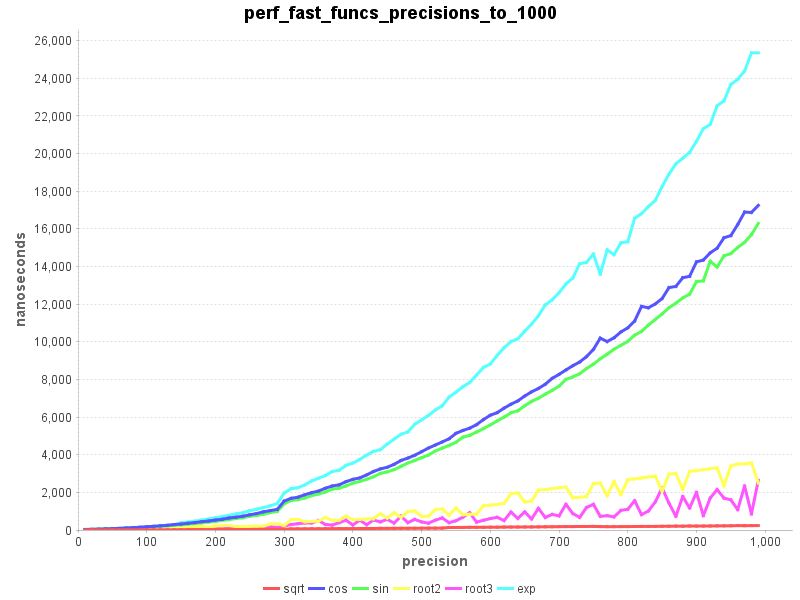 perf_fast_funcs_precisions_to_1000
26,000
24,000
22,000
20,000
18,000
16,000
14,000
12,000
10,000
8,000
6,000
4,000
2,000
0
nanoseconds
0 100 200 300 400 500 600 700 800 900 1,000
precision
sqrt cos sin root2 root3 exp